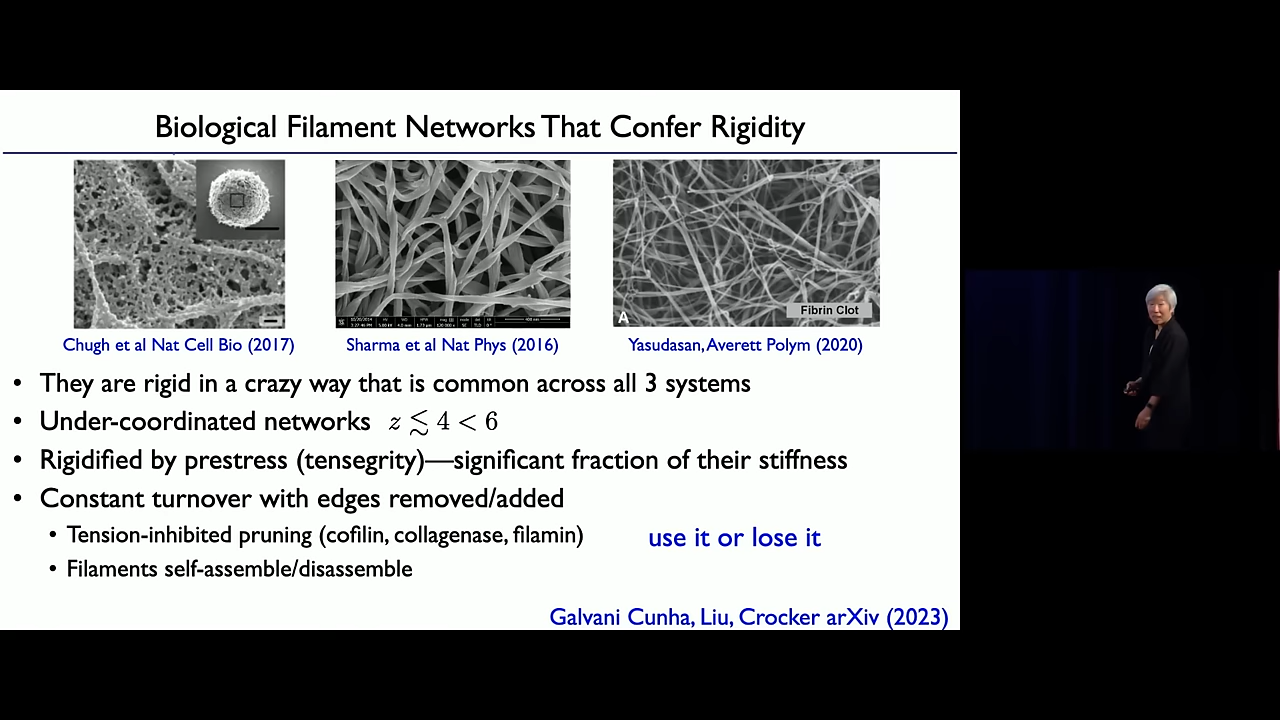 Biological Filament Networks That Confer Rigidity
A
Fibrin Clot
Chugh et al Nat Cell Bio (2017)
Sharma et al Nat Phys (2016)
Yasudasan, Averett Polym (2020)
• They are rigid in a crazy way that is common across all 3 systems
• Under-coordinated networks z ≲ 4 < 6
• Rigidified by prestress (tensegrity)—significant fraction of their stiffness
• Constant turnover with edges removed/added
• Tension-inhibited pruning (cofilin, collagenase, filamin)
use it or lose it
• Filaments self-assemble/disassemble
Galvani Cunha, Liu, Crocker arXiv (2023)